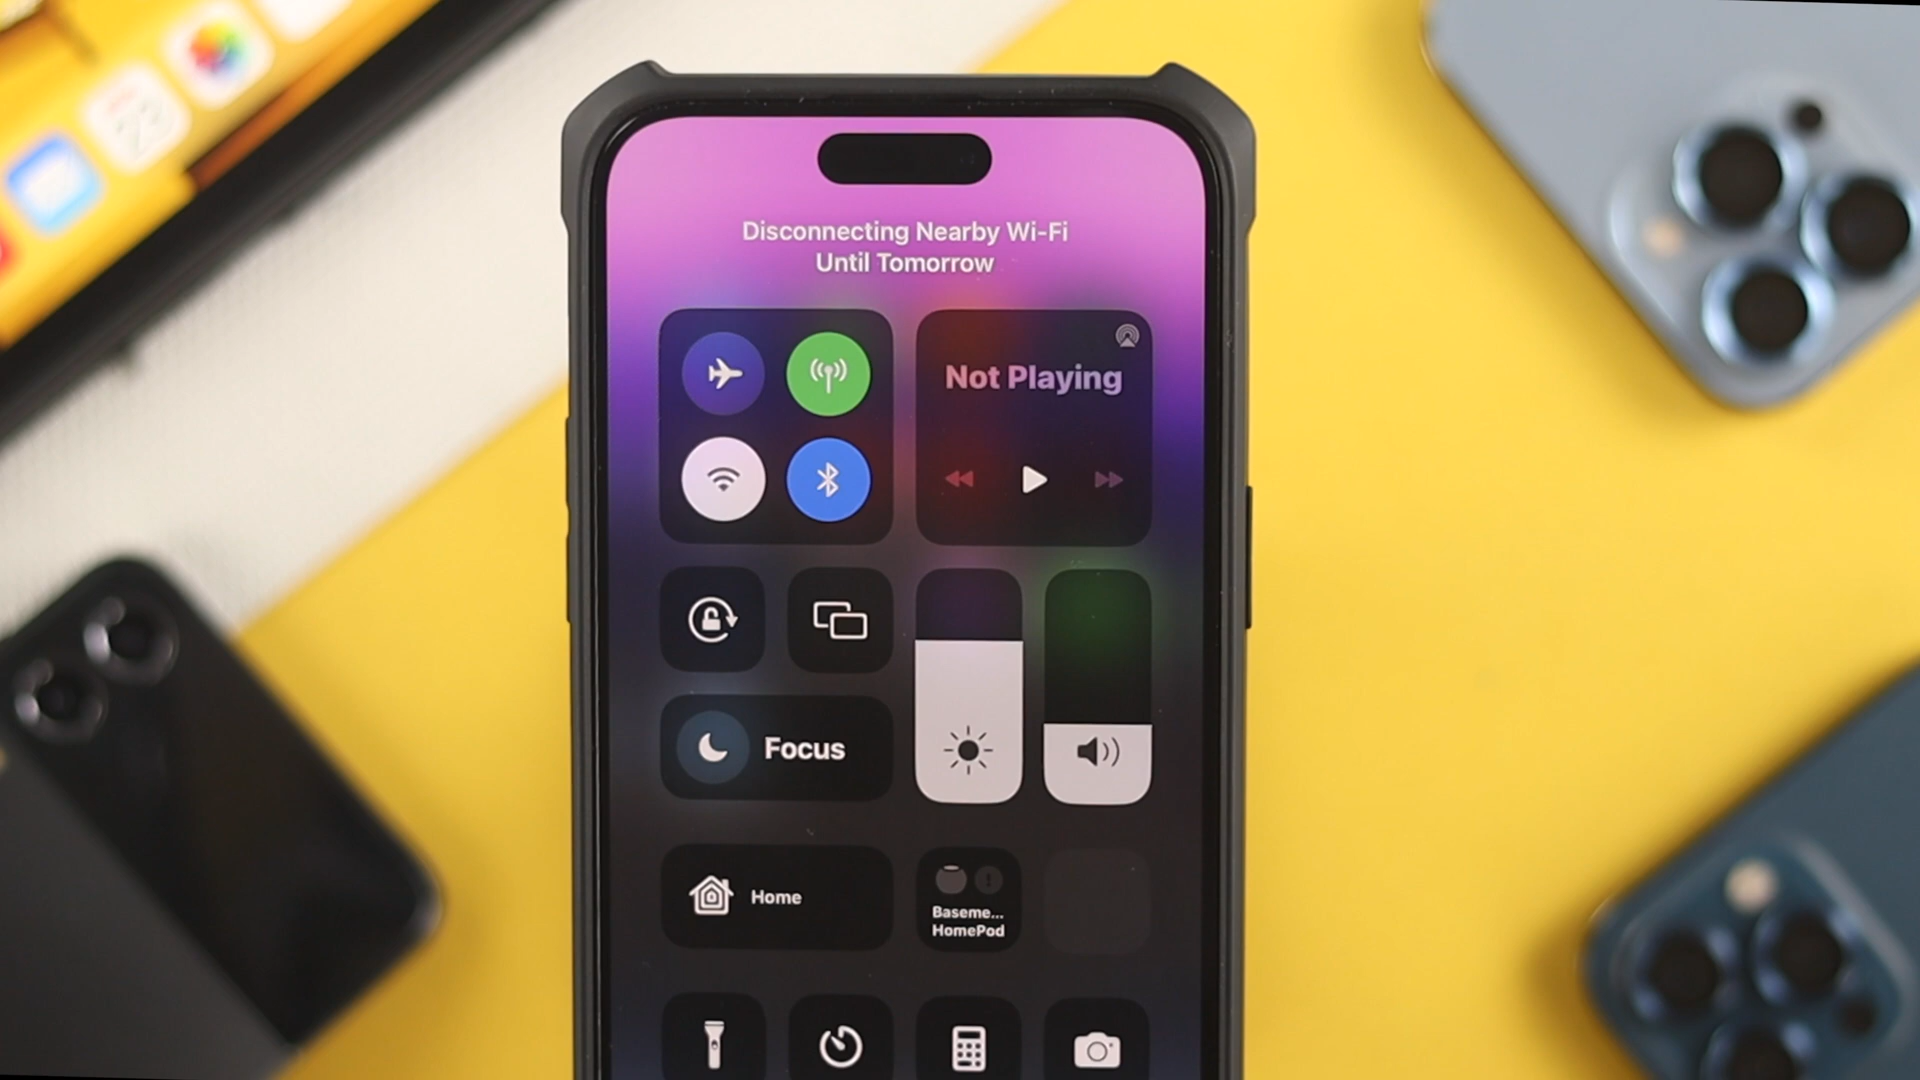 Disconnecting Nearby Wi-Fi
Until Tomorrow
Not Playing
Focus
Home
Baseme...
HomePod